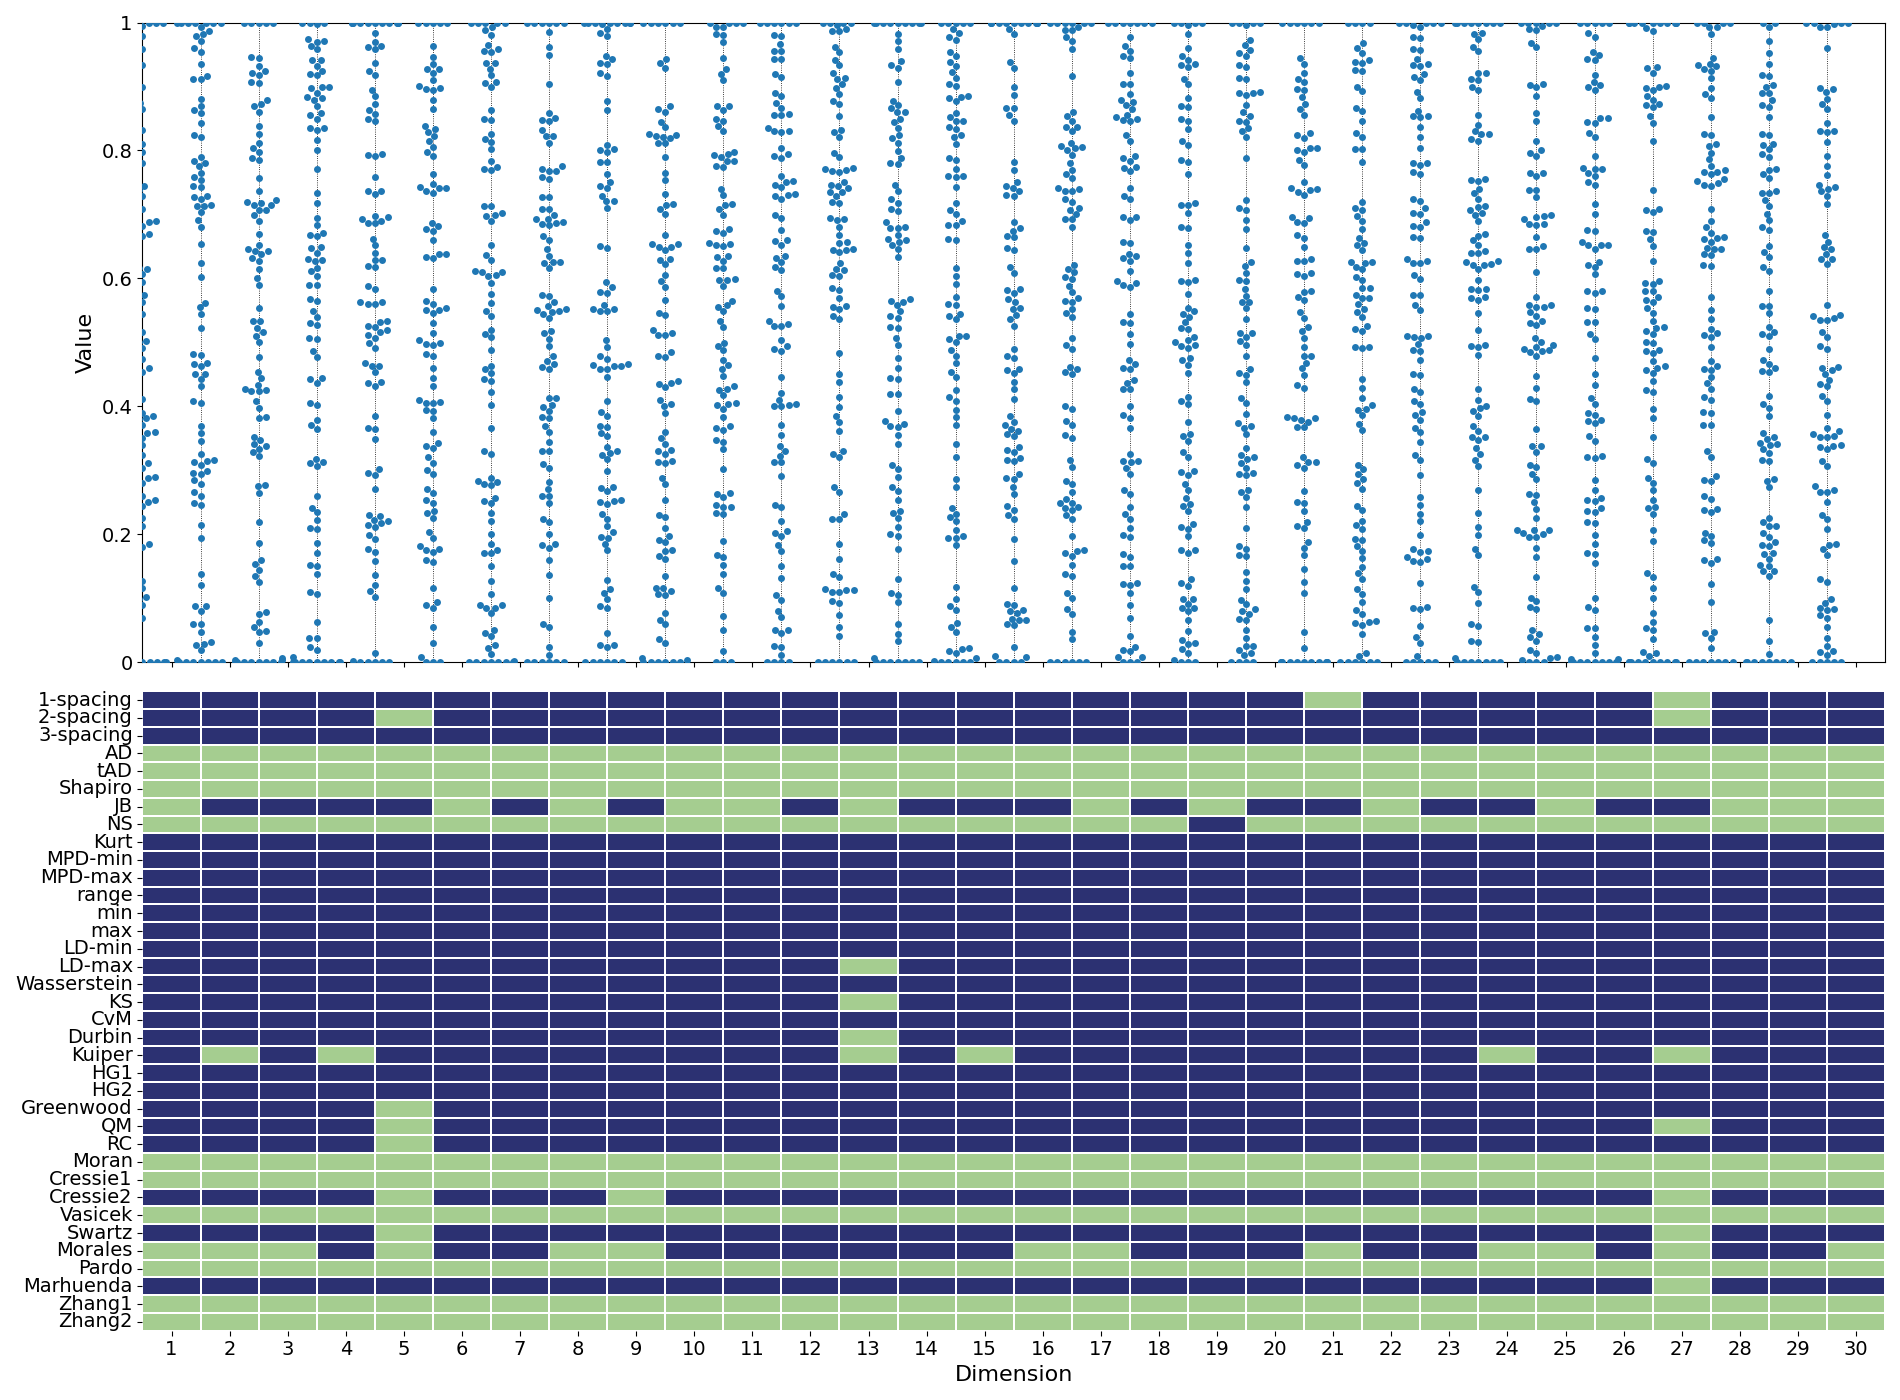 1
0.8
0.6
0.4
0.2
0
Value
1-spacing
2-spacing
3-spacing
AD
tAD
Shapiro
JB
NS
Kurt
MPD-min
MPD-max
range
min
max
LD-min
LD-max
Wasserstein
KS
CvM
Durbin
Kuiper
HG1
HG2
Greenwood
QM
RC
Moran
Cressie1
Cressie2
Vasicek
Swartz
Morales
Pardo
Marhuenda
Zhang1
Zhang2
1 2 3 4 5 6 7 8 9 10 11 12 13 14 15 16 17 18 19 20 21 22 23 24 25 26 27 28 29 30
Dimension